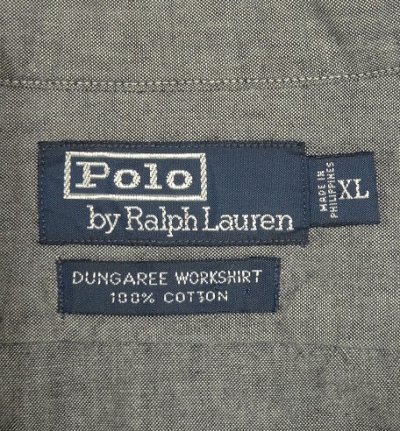 Polo
by Ralph Lauren
MADE IN
PHILIPPINES
XL
DUNGAREE WORKSHIRT
100% COTTON